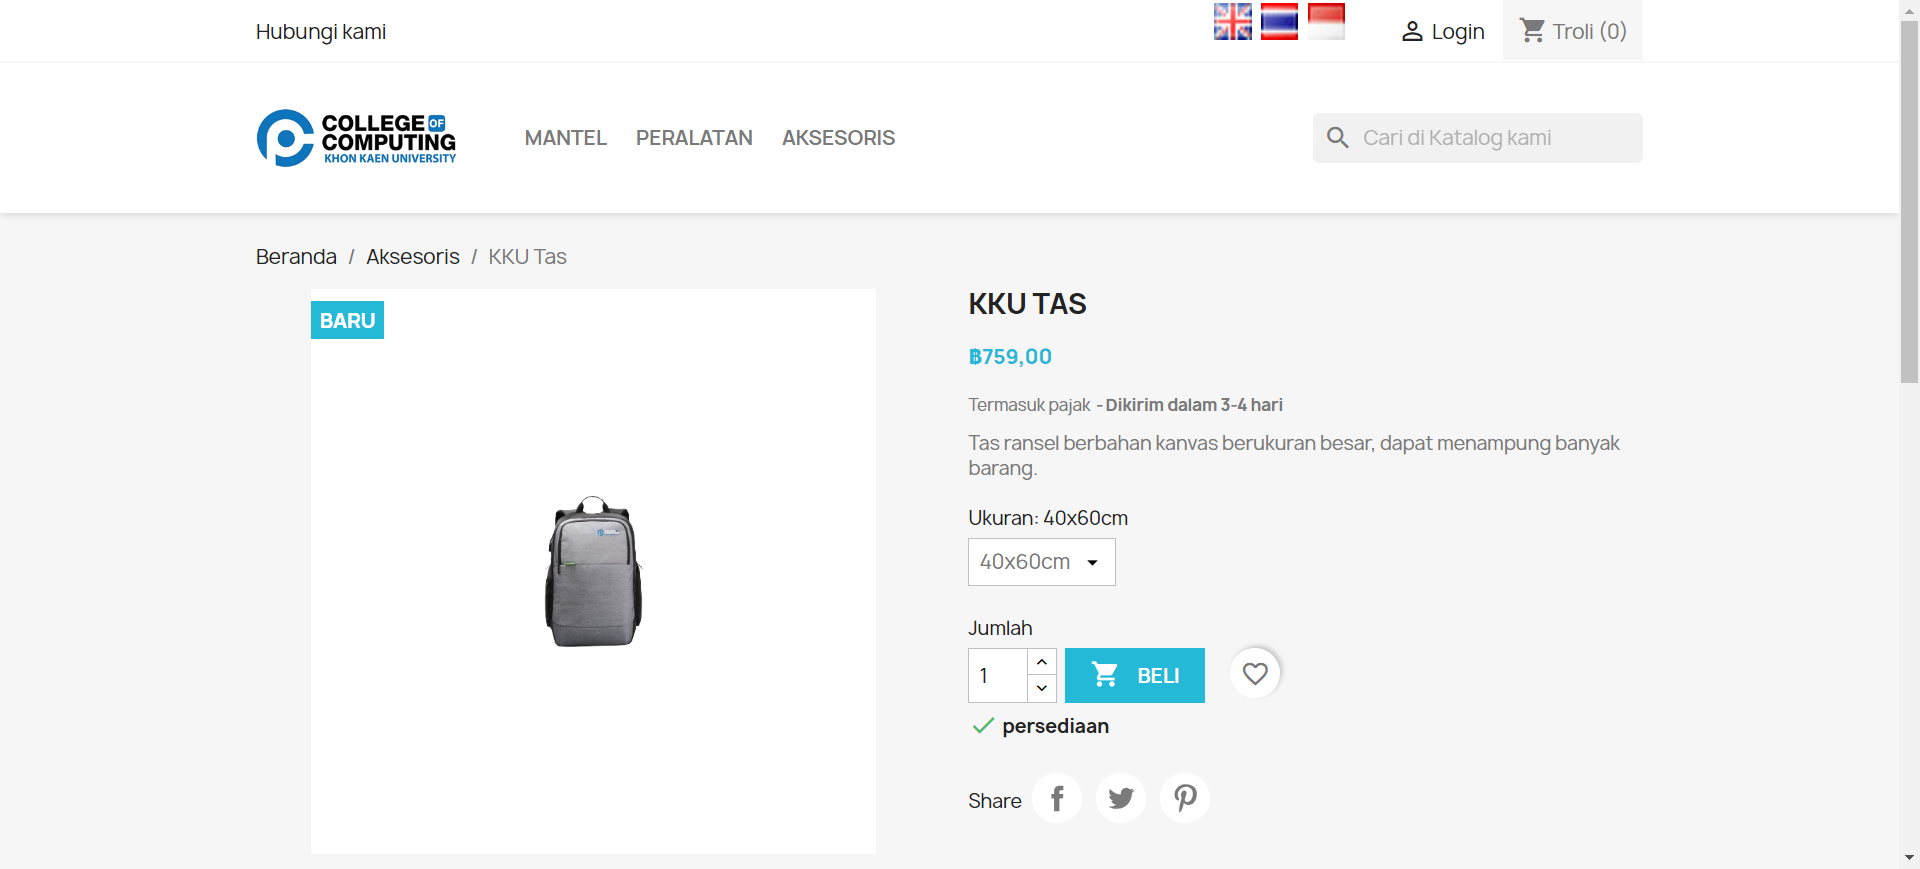 Hubungi kami
Login
Troli (0)
COLLEGE OF
COMPUTING
KHON KAEN UNIVERSITY
MANTEL
PERALATAN
AKSESORIS
Cari di Katalog kami
Beranda / Aksesoris / KKU Tas
BARU
KKU TAS
฿759,00
Termasuk pajak - Dikirim dalam 3-4 hari
Tas ransel berbahan kanvas berukuran besar, dapat menampung banyak
barang.
Ukuran: 40x60cm
40x60cm
Jumlah
1
BELI
persediaan
Share